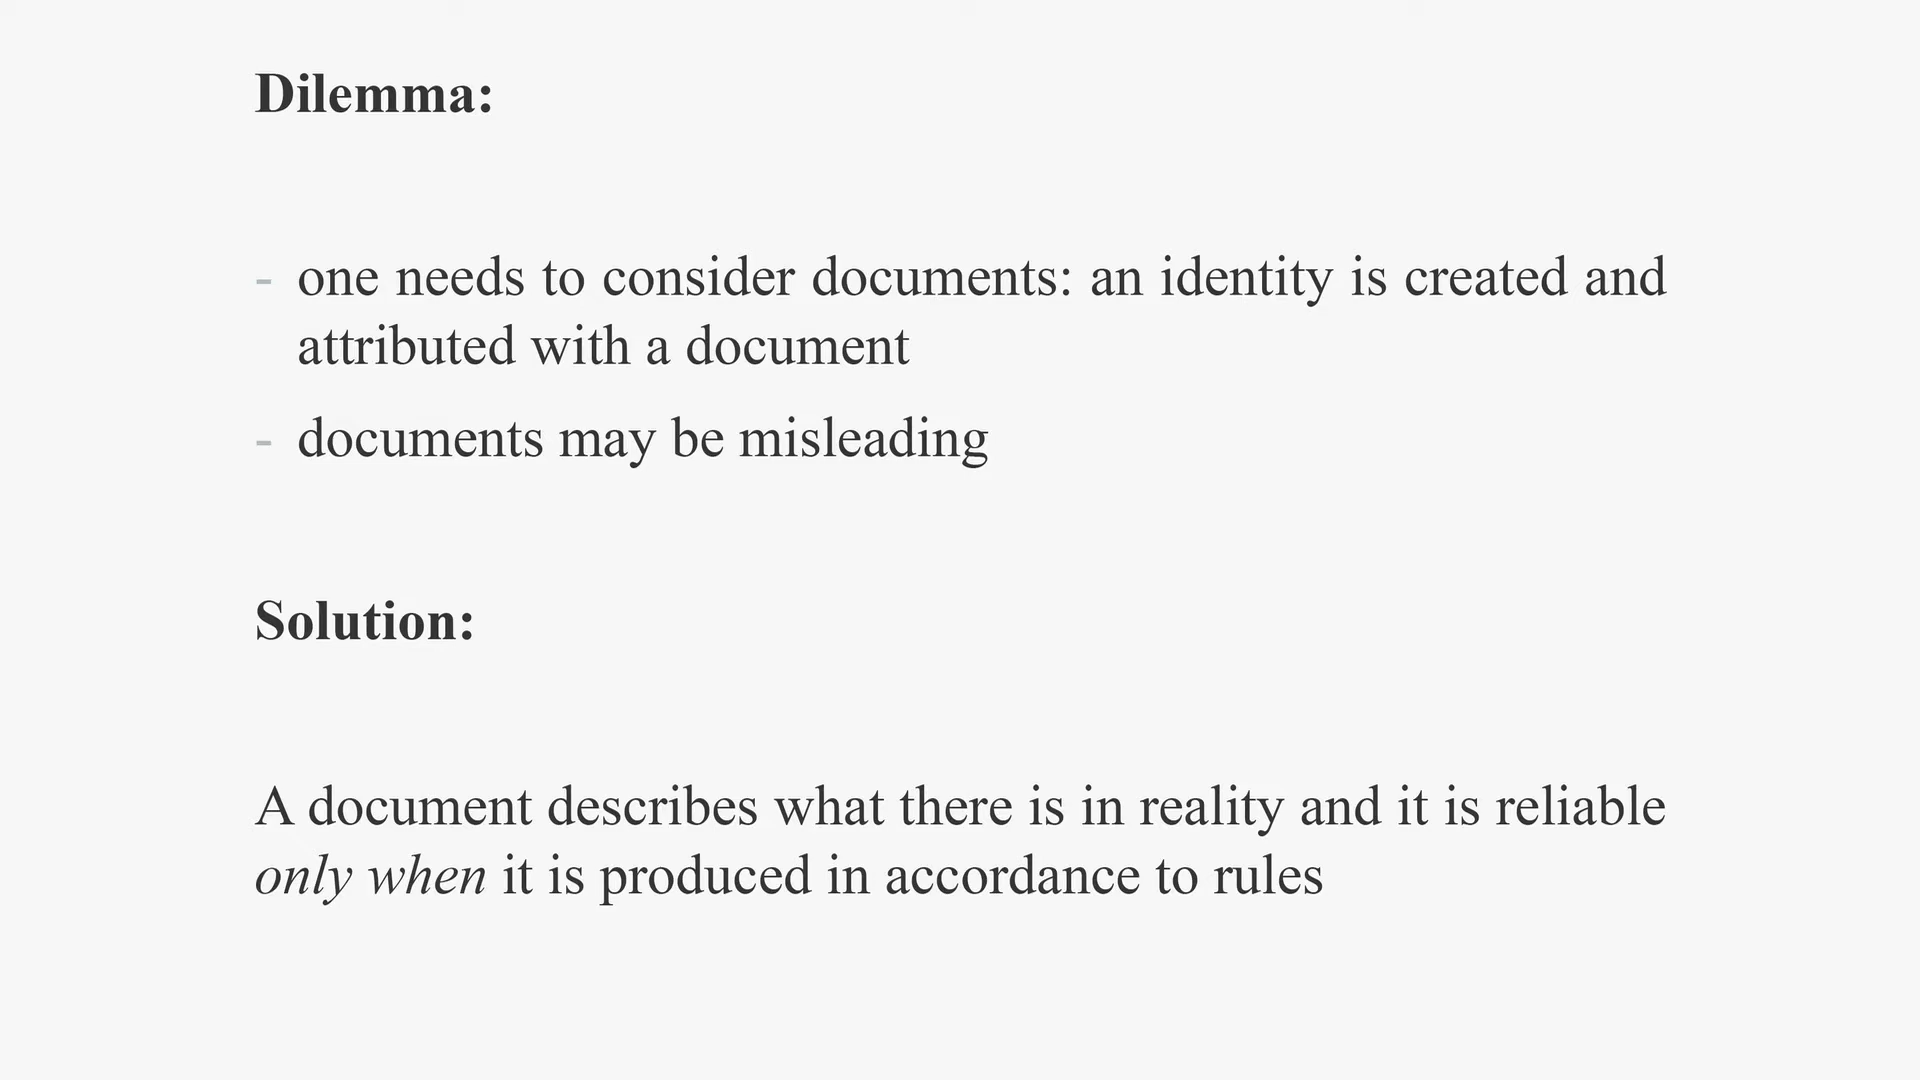 Dilemma:
- one needs to consider documents: an identity is created and
attributed with a document
- documents may be misleading
Solution:
A document describes what there is in reality and it is reliable
only when it is produced in accordance to rules